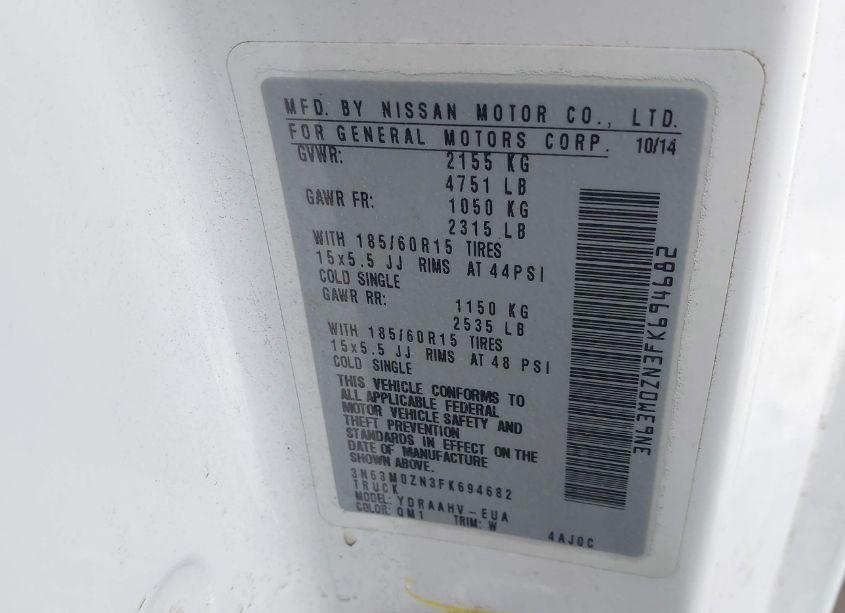 MFD. BY NISSAN MOTOR CO., LTD.
FOR GENERAL MOTORS CORP. 10/14
GVWR: 2155 KG
4751 LB
GAWR FR: 1050 KG
2315 LB
WITH 185/60R15 TIRES
15x5.5 JJ RIMS AT 44PSI
COLD SINGLE
GAWR RR: 1150 KG
2535 LB
WITH 185/60R15 TIRES
15x5.5 JJ RIMS AT 48 PSI
COLD SINGLE
THIS VEHICLE CONFORMS TO
ALL APPLICABLE FEDERAL
MOTOR VEHICLE SAFETY AND
THEFT PREVENTION
STANDARDS IN EFFECT ON THE
DATE OF MANUFACTURE
SHOWN ABOVE.
3N63M0ZN3FK694682
TRUCK
MODEL: YDRAAHV-EUA
COLOR: QM1 TRIM: W
4AJ0C
3N63M0ZN3FK694682